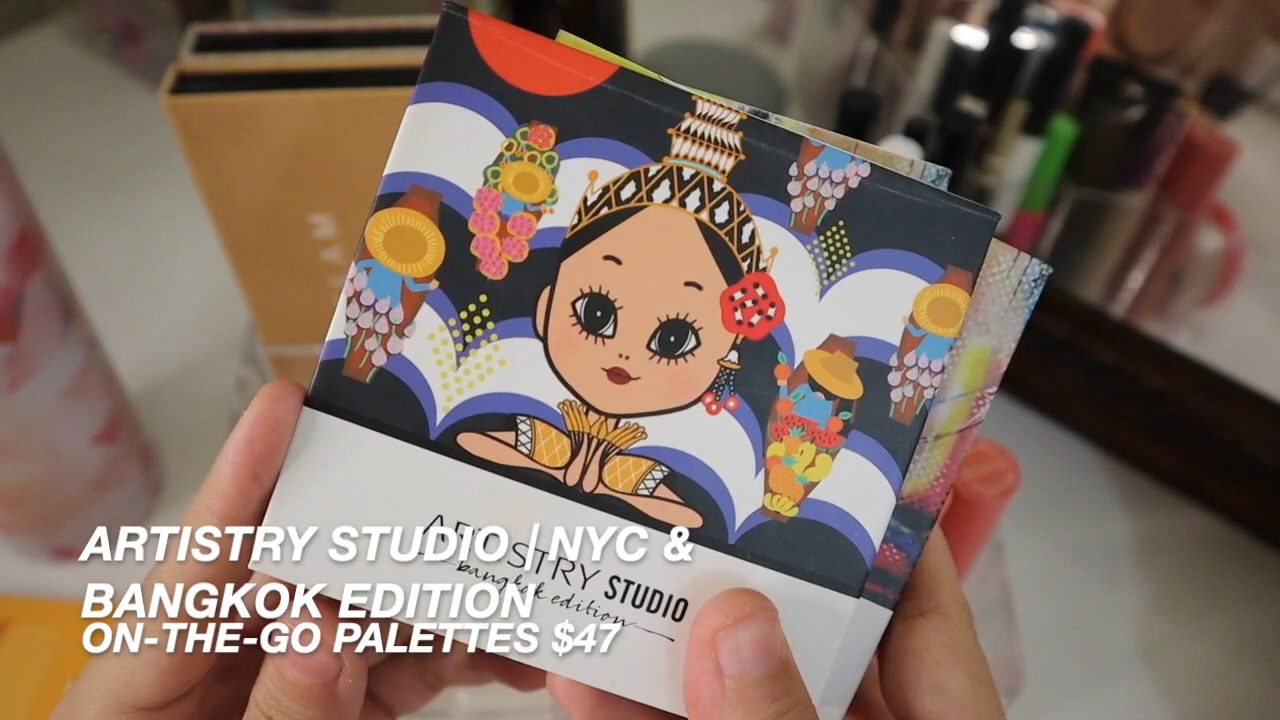 ARTISTRY STUDIO
bangkok edition
ARTISTRY STUDIO | NYC &
BANGKOK EDITION
ON-THE-GO PALETTES $47